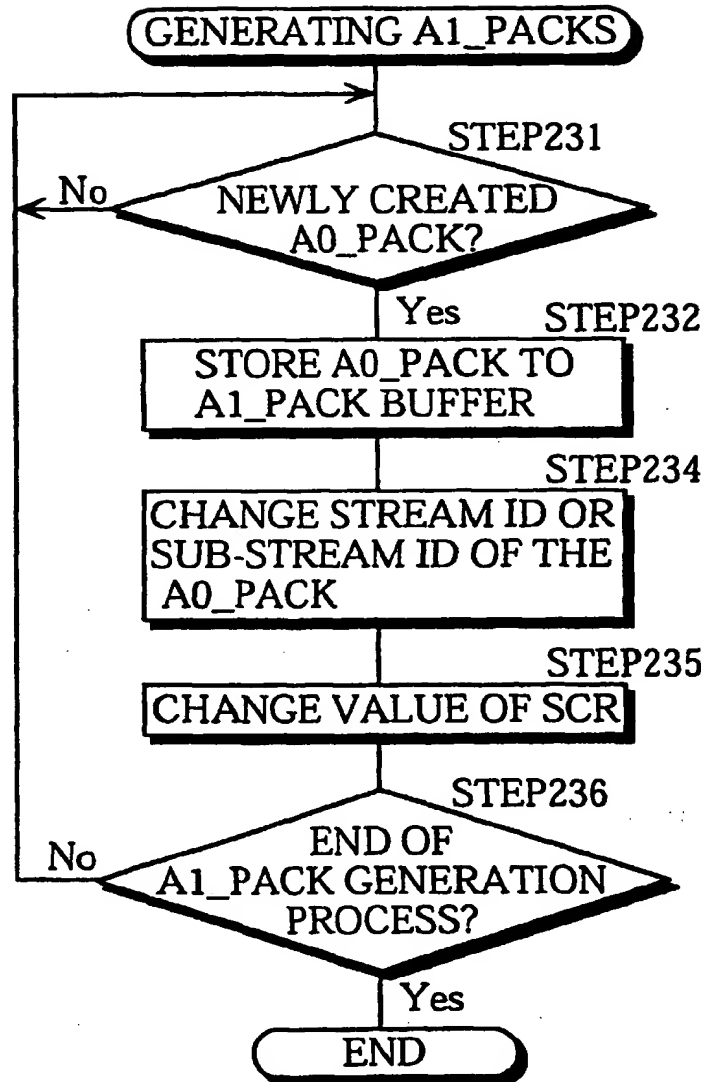 GENERATING A1_PACKS
STEP231
No
NEWLY CREATED
A0_PACK?
Yes
STEP232
STORE A0_PACK TO
A1_PACK BUFFER
STEP234
CHANGE STREAM ID OR
SUB-STREAM ID OF THE
A0_PACK
STEP235
CHANGE VALUE OF SCR
STEP236
No
END OF
A1_PACK GENERATION
PROCESS?
Yes
END